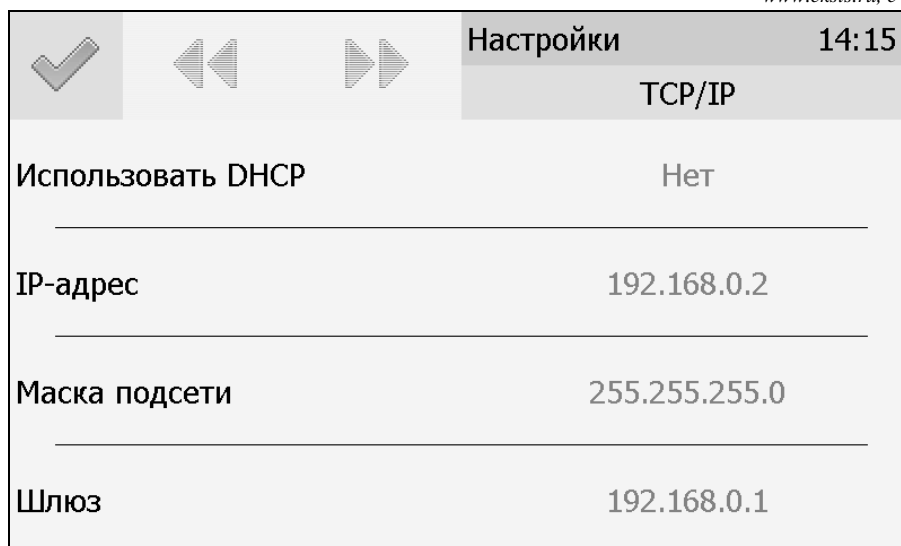 Настройки 14:15
TCP/IP
Использовать DHCP Нет
IP-адрес 192.168.0.2
Маска подсети 255.255.255.0
Шлюз 192.168.0.1